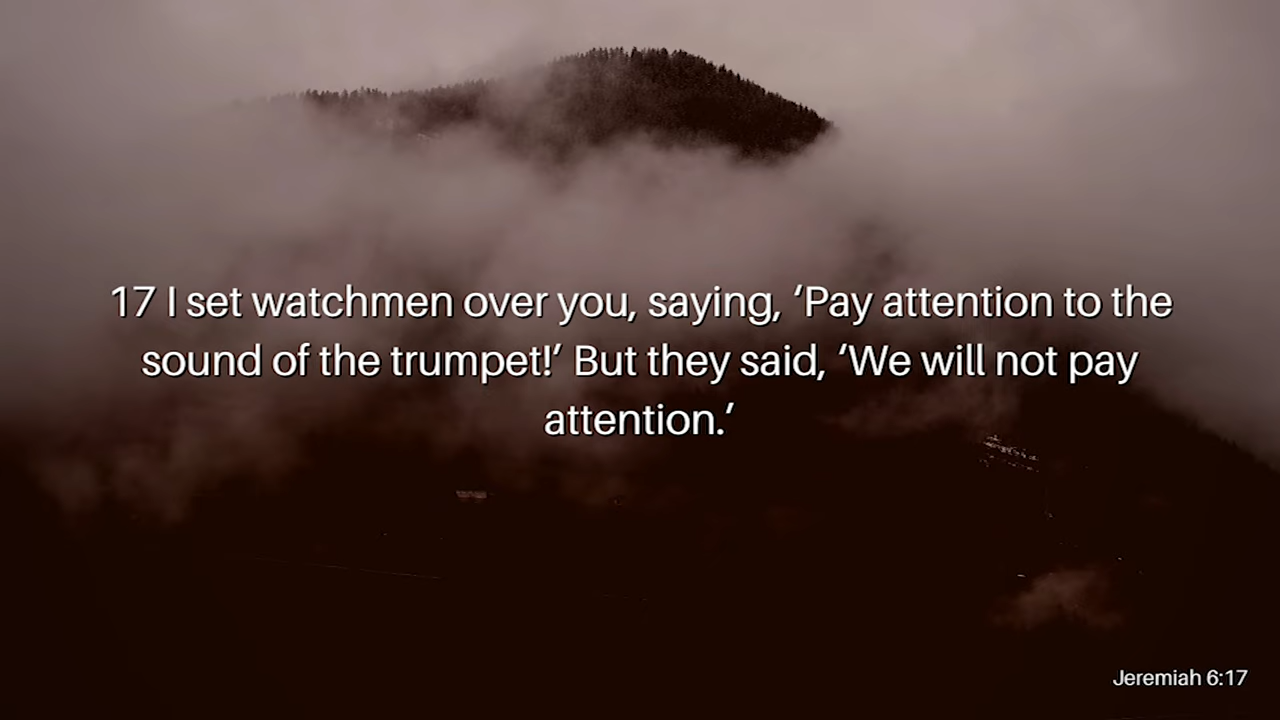 17 I set watchmen over you, saying, ‘Pay attention to the
sound of the trumpet!’ But they said, ‘We will not pay
attention.’
Jeremiah 6:17